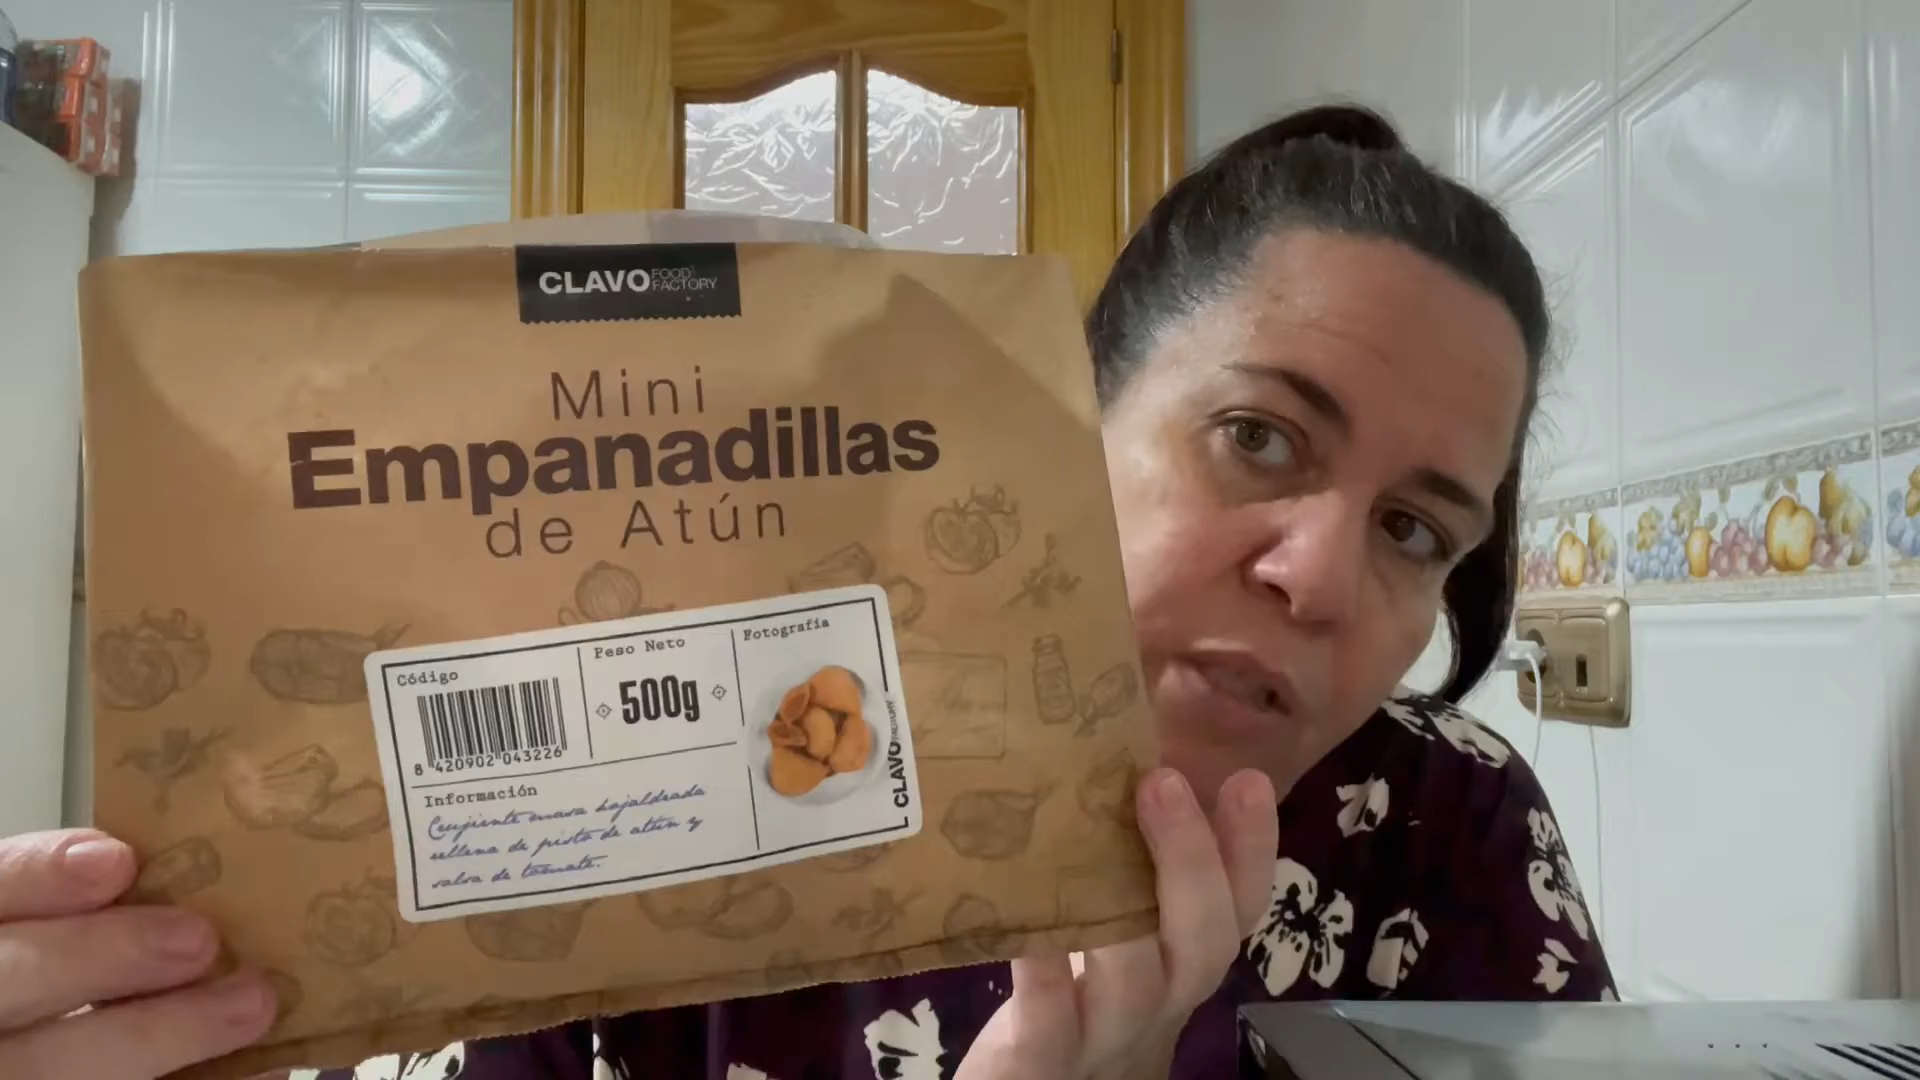 CLAVO FOOD FACTORY
Mini
Empanadillas
de Atún
Código
8 420902 043226
Peso Neto
500g
Fotografía
CLAVO FACTORY
Información
Crujiente masa hojaldrada
rellena de pisto de atún y
salsa de tomate.